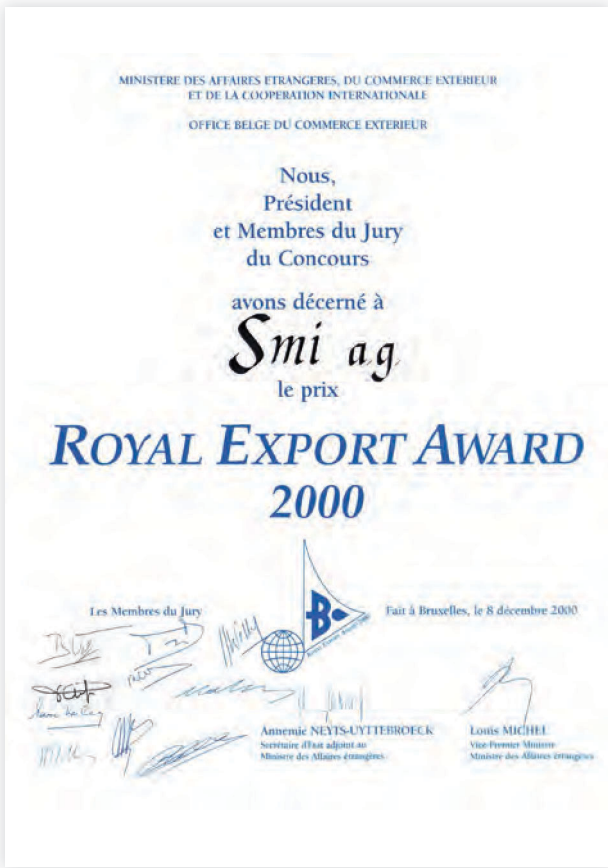 MINISTERE DES AFFAIRES ETRANGERES, DU COMMERCE EXTERIEUR
ET DE LA COOPERATION INTERNATIONALE
OFFICE BELGE DU COMMERCE EXTERIEUR
Nous,
Président
et Membres du Jury
du Concours
avons décerné à
Smi a.g.
le prix
ROYAL EXPORT AWARD
2000
B
Les Membres du Jury
Fait à Bruxelles, le 8 décembre 2000
Annemie NEYTS-UYTTEBROECK
Secrétaire d'Etat adjoint au
Ministère des Affaires étrangères
Louis MICHEL
Vice-Premier Ministre
Ministre des Affaires étrangères